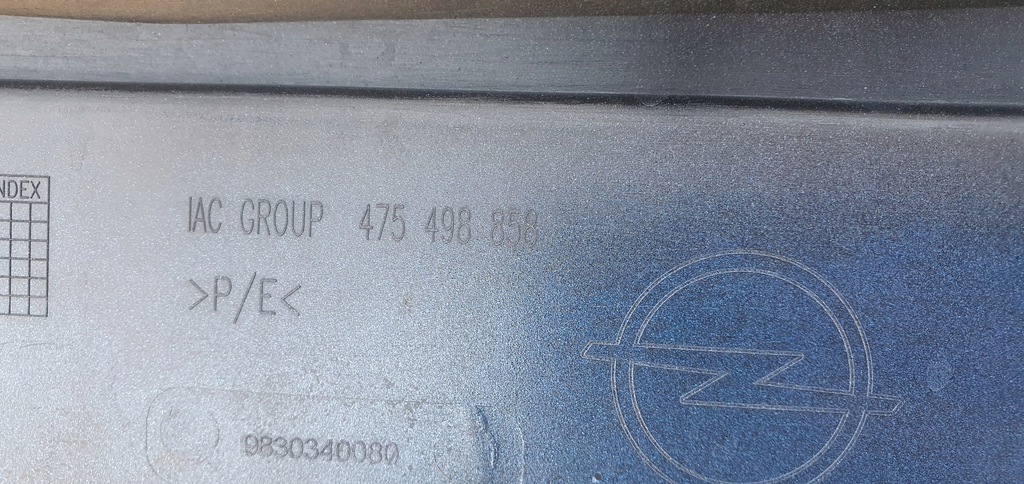 NDEX
IAC GROUP 475 498 858
>P/E<
9830340080